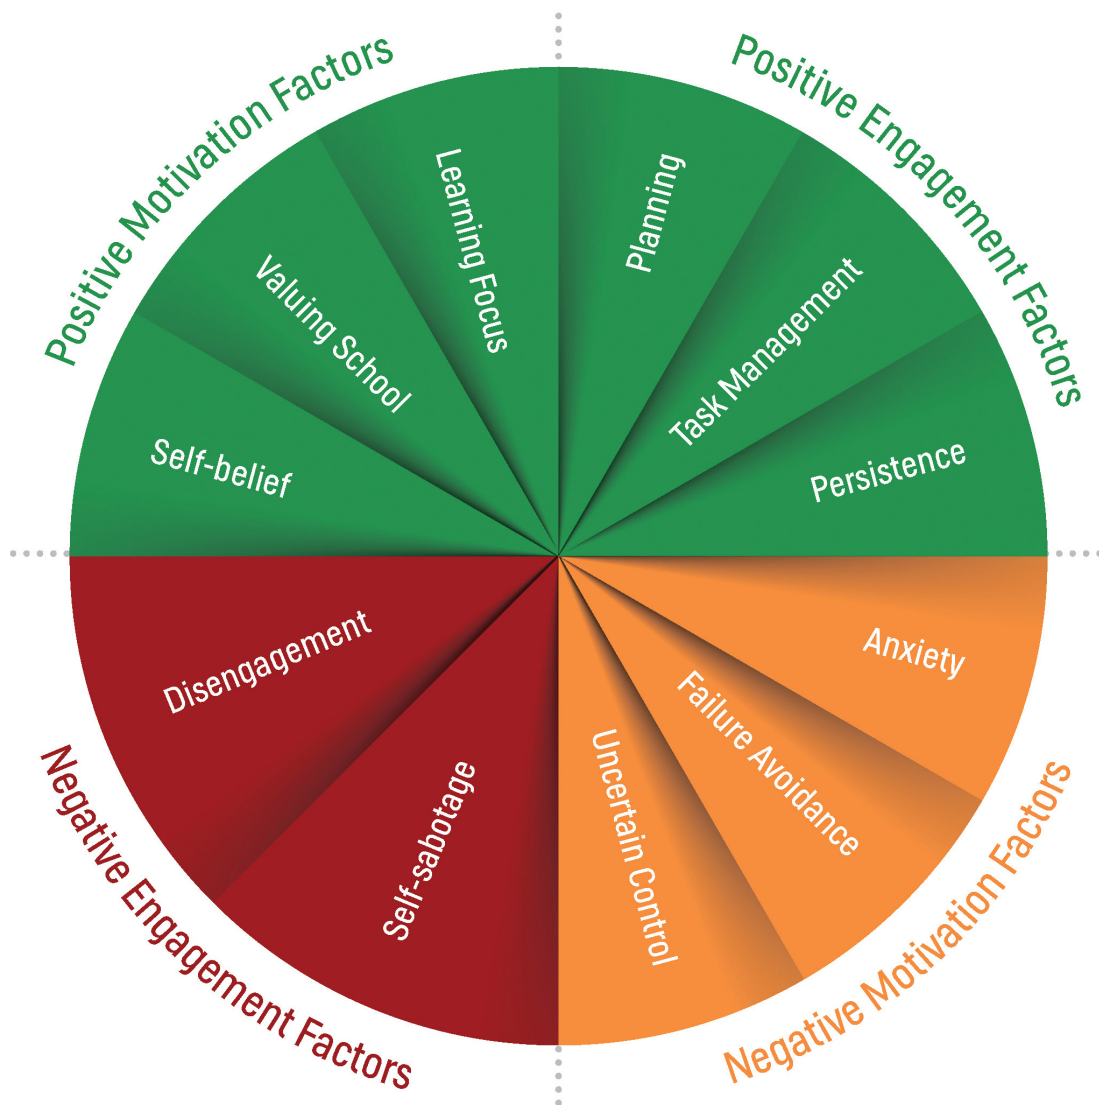 Positive Motivation Factors
Positive Engagement Factors
Learning Focus
Planning
Valuing School
Task Management
Self-belief
Persistence
Disengagement
Anxiety
Self-sabotage
Uncertain Control
Failure Avoidance
Negative Engagement Factors
Negative Motivation Factors